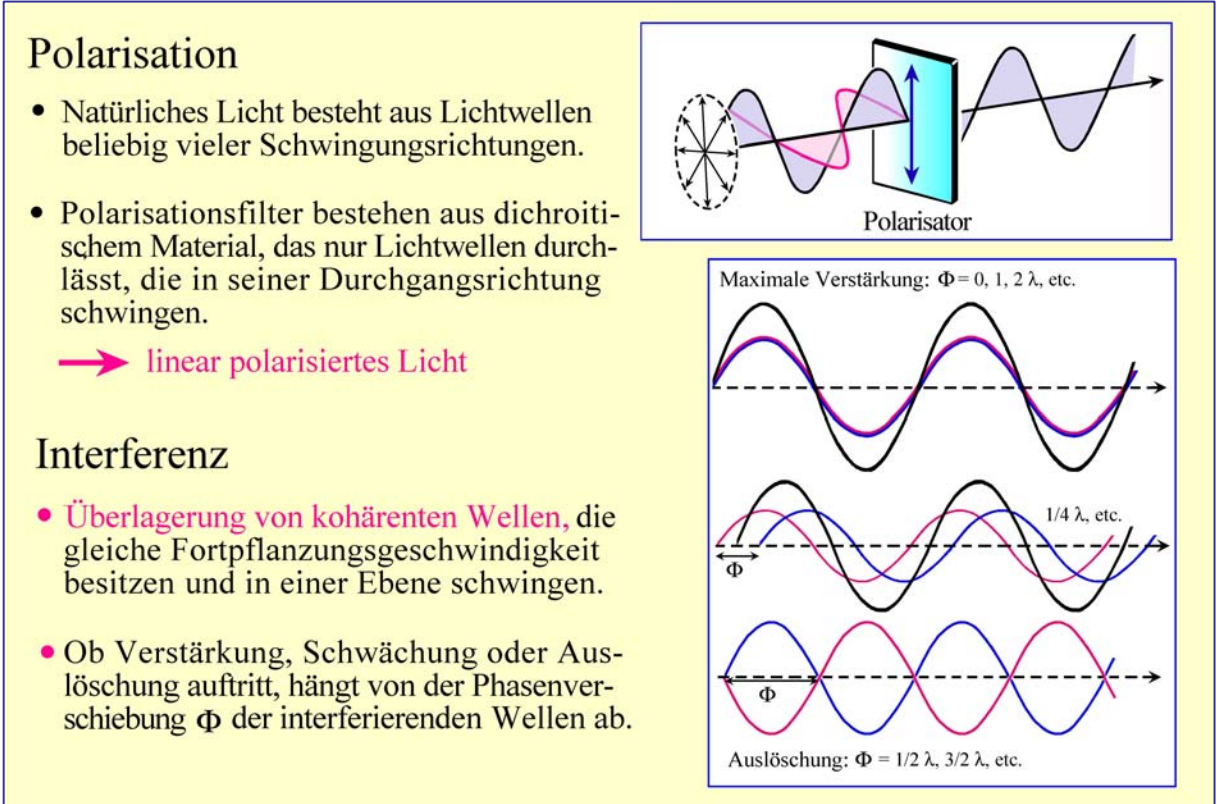 Polarisation
• Natürliches Licht besteht aus Lichtwellen
beliebig vieler Schwingungsrichtungen.
• Polarisationsfilter bestehen aus dichroiti-
schem Material, das nur Lichtwellen durch-
lässt, die in seiner Durchgangsrichtung
schwingen.
linear polarisiertes Licht
Interferenz
• Überlagerung von kohärenten Wellen, die
gleiche Fortpflanzungsgeschwindigkeit
besitzen und in einer Ebene schwingen.
• Ob Verstärkung, Schwächung oder Aus-
löschung auftritt, hängt von der Phasenver-
schiebung Φ der interferierenden Wellen ab.
Polarisator
Maximale Verstärkung: Φ = 0, 1, 2 λ, etc.
1/4 λ, etc.
Φ
Φ
Auslöschung: Φ = 1/2 λ, 3/2 λ, etc.